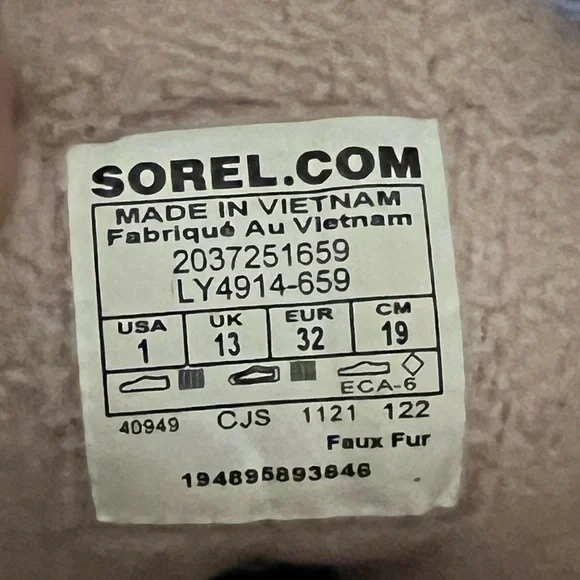 SOREL.COM
MADE IN VIETNAM
Fabriqué Au Vietnam
2037251659
LY4914-659
USA UK EUR CM
1 13 32 19
ECA-6
40949 CJS 1121 122
Faux Fur
194895893846